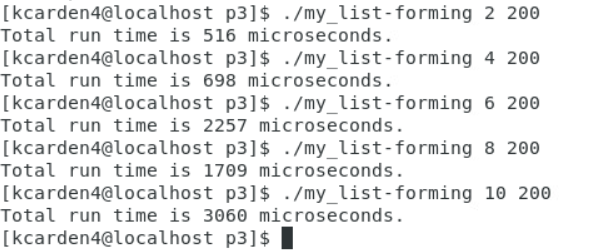 [kcarden4@localhost p3]$ ./my_list-forming 2 200
Total run time is 516 microseconds.
[kcarden4@localhost p3]$ ./my_list-forming 4 200
Total run time is 698 microseconds.
[kcarden4@localhost p3]$ ./my_list-forming 6 200
Total run time is 2257 microseconds.
[kcarden4@localhost p3]$ ./my_list-forming 8 200
Total run time is 1709 microseconds.
[kcarden4@localhost p3]$ ./my_list-forming 10 200
Total run time is 3060 microseconds.
[kcarden4@localhost p3]$